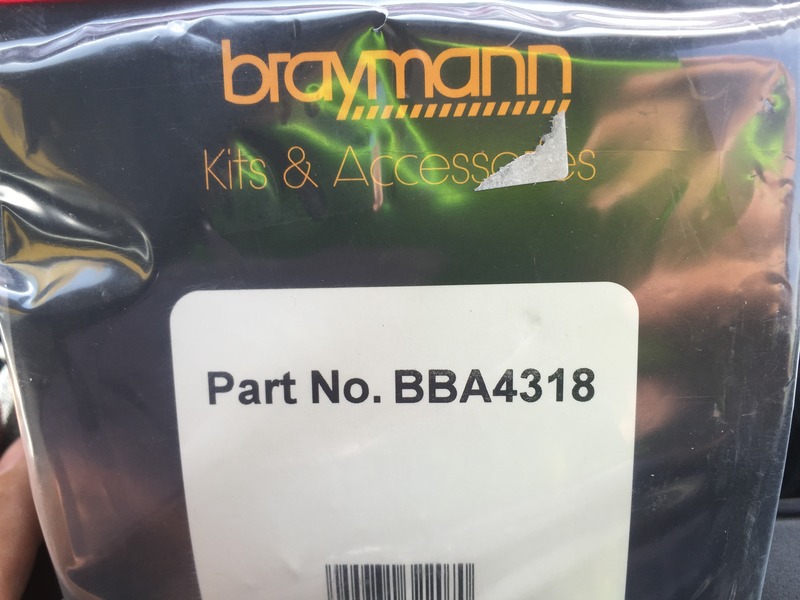 braymann
Kits & Accessories
Part No. BBA4318